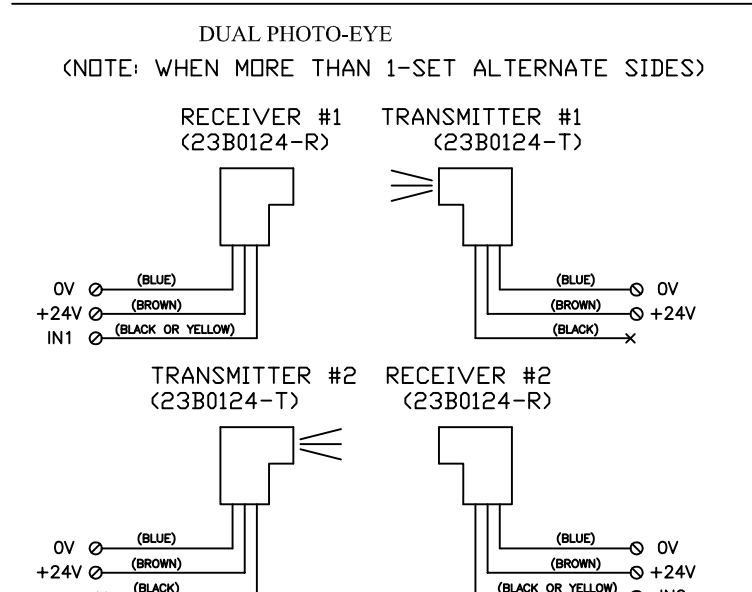 DUAL PHOTO-EYE
(NOTE: WHEN MORE THAN 1-SET ALTERNATE SIDES)
RECEIVER #1 TRANSMITTER #1
(23B0124-R) (23B0124-T)
0V (BLUE) (BLUE) 0V
+24V (BROWN) (BROWN) +24V
IN1 (BLACK OR YELLOW) (BLACK)
TRANSMITTER #2 RECEIVER #2
(23B0124-T) (23B0124-R)
0V (BLUE) (BLUE) 0V
+24V (BROWN) (BROWN) +24V
(BLACK) (BLACK OR YELLOW)